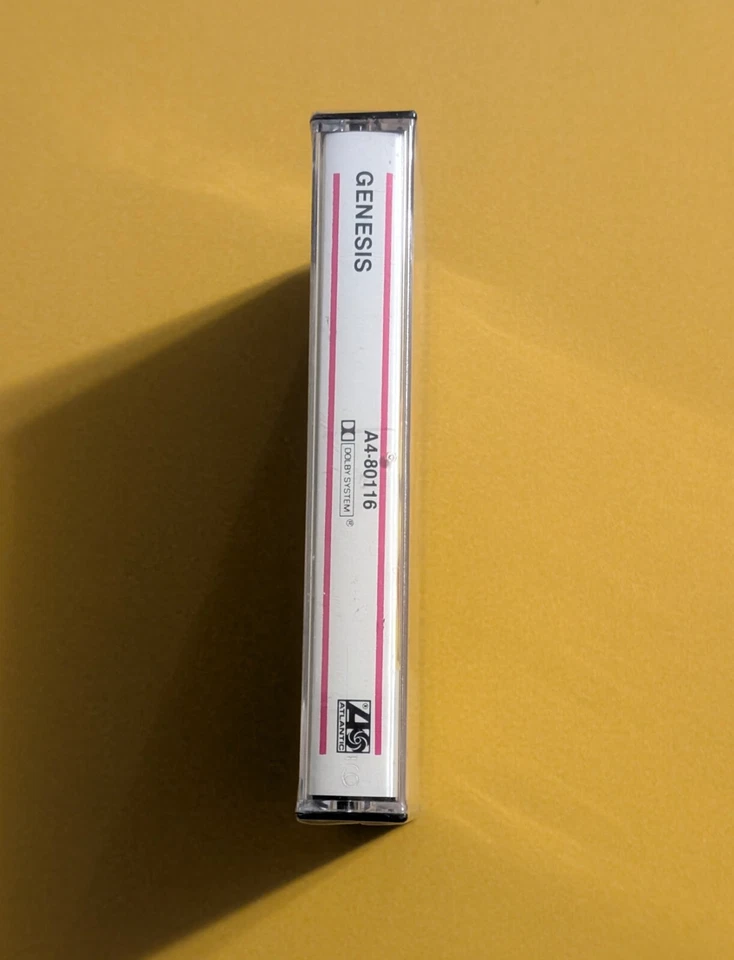 GENESIS
A4-80116
DOLBY SYSTEM ®
ATLANTIC ®